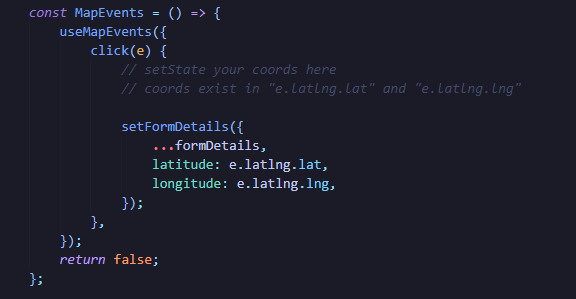 const MapEvents = () => {
useMapEvents({
click(e) {
// setState your coords here
// coords exist in "e.latlng.lat" and "e.latlng.lng"
setFormDetails({
...formDetails,
latitude: e.latlng.lat,
longitude: e.latlng.lng,
});
},
});
return false;
};